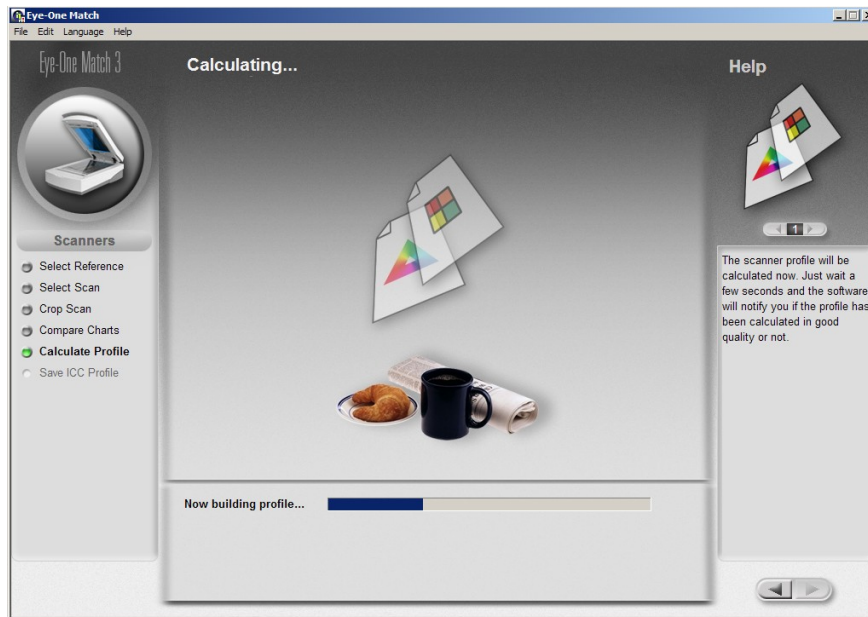 Eye-One Match
File Edit Language Help
Eye-One Match 3
Calculating...
Help
Scanners
Select Reference
Select Scan
Crop Scan
Compare Charts
Calculate Profile
Save ICC Profile
1
The scanner profile will be
calculated now. Just wait a
few seconds and the software
will notify you if the profile has
been calculated in good
quality or not.
Now building profile...